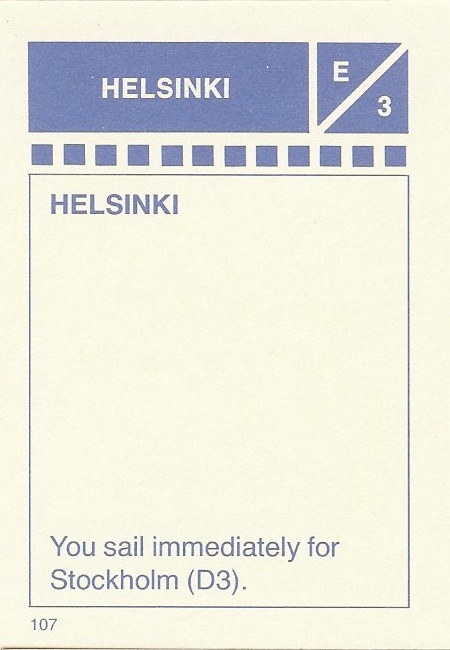 HELSINKI
E
3
HELSINKI
You sail immediately for
Stockholm (D3).
107